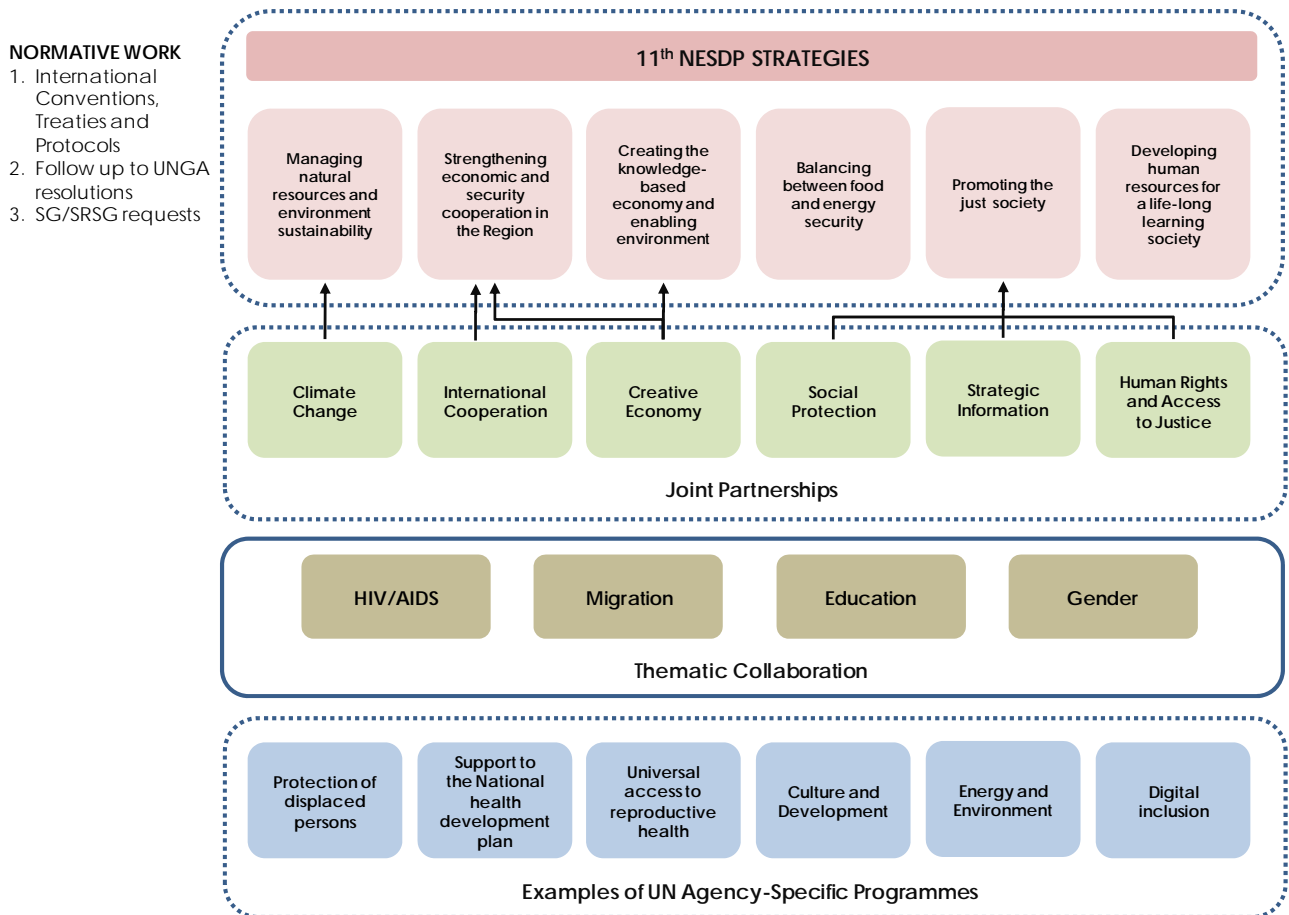 NORMATIVE WORK
1. International
Conventions,
Treaties and
Protocols
2. Follow up to UNGA
resolutions
3. SG/SRSG requests
11th NESDP STRATEGIES
Managing
natural
resources and
environment
sustainability
Strengthening
economic and
security
cooperation in
the Region
Creating the
knowledge-
based
economy and
enabling
environment
Balancing
between food
and energy
security
Promoting the
just society
Developing
human
resources for
a life-long
learning
society
Climate
Change
International
Cooperation
Creative
Economy
Social
Protection
Strategic
Information
Human Rights
and Access
to Justice
Joint Partnerships
HIV/AIDS
Migration
Education
Gender
Thematic Collaboration
Protection of
displaced
persons
Support to
the National
health
development
plan
Universal
access to
reproductive
health
Culture and
Development
Energy and
Environment
Digital
inclusion
Examples of UN Agency-Specific Programmes